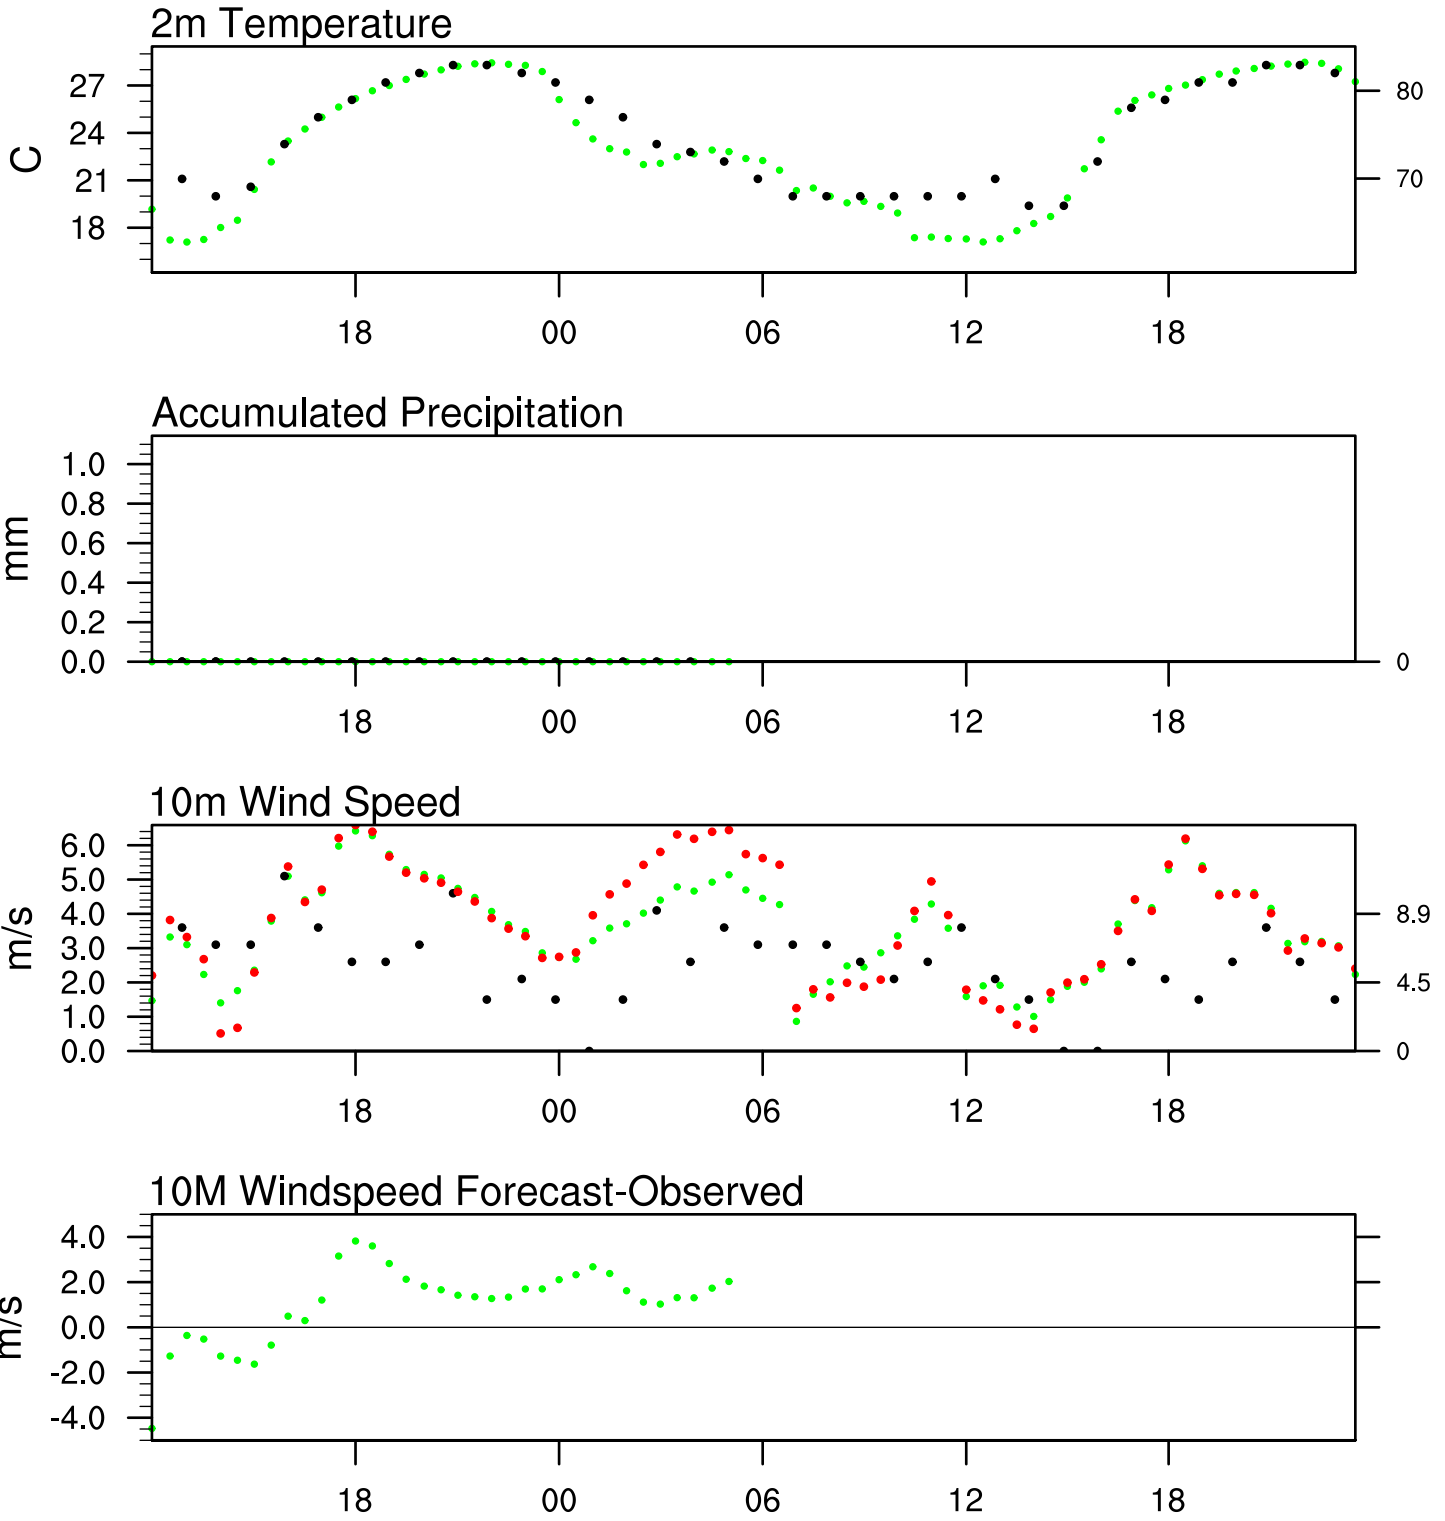 2m Temperature
C
27
24
21
18
80
70
18 00 06 12 18
Accumulated Precipitation
mm
1.0
0.8
0.6
0.4
0.2
0.0
0
18 00 06 12 18
10m Wind Speed
m/s
6.0
5.0
4.0
3.0
2.0
1.0
0.0
8.9
4.5
0
18 00 06 12 18
10M Windspeed Forecast-Observed
m/s
4.0
2.0
0.0
-2.0
-4.0
18 00 06 12 18